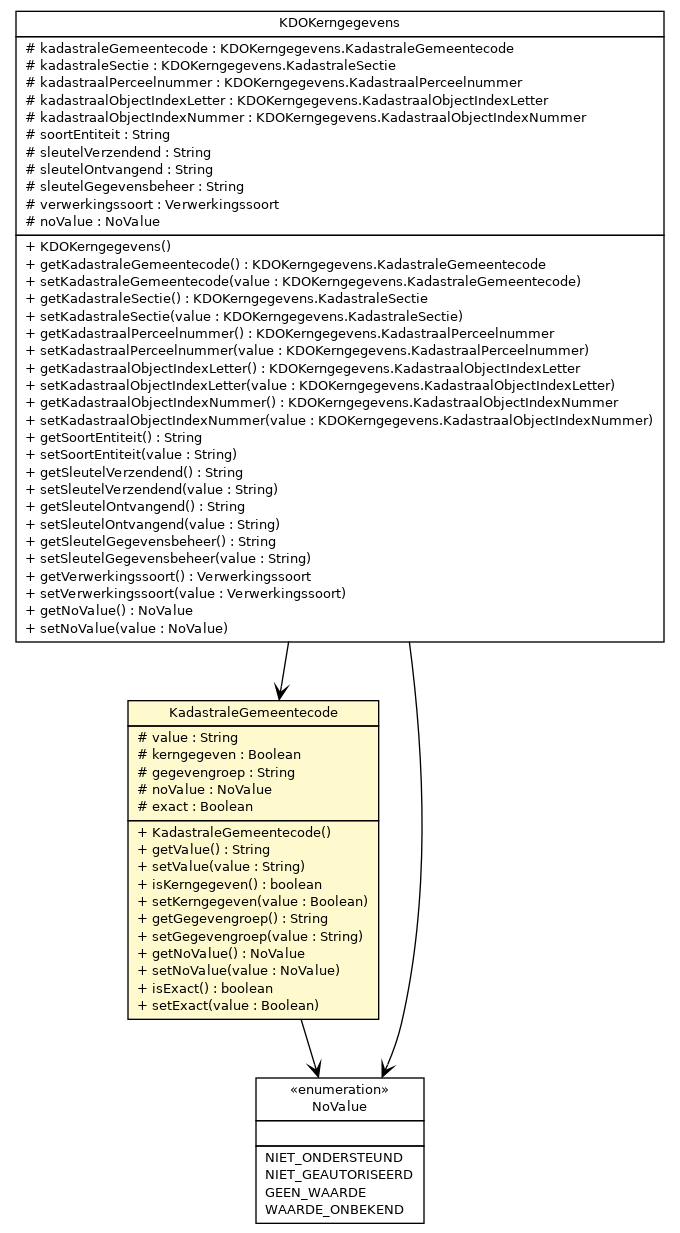 KDOKerngegevens
# kadastraleGemeentecode : KDOKerngegevens.KadastraleGemeentecode
# kadastraleSectie : KDOKerngegevens.KadastraleSectie
# kadastraalPerceelnummer : KDOKerngegevens.KadastraalPerceelnummer
# kadastraalObjectIndexLetter : KDOKerngegevens.KadastraalObjectIndexLetter
# kadastraalObjectIndexNummer : KDOKerngegevens.KadastraalObjectIndexNummer
# soortEntiteit : String
# sleutelVerzendend : String
# sleutelOntvangend : String
# sleutelGegevensbeheer : String
# verwerkingssoort : Verwerkingssoort
# noValue : NoValue
+ KDOKerngegevens()
+ getKadastraleGemeentecode() : KDOKerngegevens.KadastraleGemeentecode
+ setKadastraleGemeentecode(value : KDOKerngegevens.KadastraleGemeentecode)
+ getKadastraleSectie() : KDOKerngegevens.KadastraleSectie
+ setKadastraleSectie(value : KDOKerngegevens.KadastraleSectie)
+ getKadastraalPerceelnummer() : KDOKerngegevens.KadastraalPerceelnummer
+ setKadastraalPerceelnummer(value : KDOKerngegevens.KadastraalPerceelnummer)
+ getKadastraalObjectIndexLetter() : KDOKerngegevens.KadastraalObjectIndexLetter
+ setKadastraalObjectIndexLetter(value : KDOKerngegevens.KadastraalObjectIndexLetter)
+ getKadastraalObjectIndexNummer() : KDOKerngegevens.KadastraalObjectIndexNummer
+ setKadastraalObjectIndexNummer(value : KDOKerngegevens.KadastraalObjectIndexNummer)
+ getSoortEntiteit() : String
+ setSoortEntiteit(value : String)
+ getSleutelVerzendend() : String
+ setSleutelVerzendend(value : String)
+ getSleutelOntvangend() : String
+ setSleutelOntvangend(value : String)
+ getSleutelGegevensbeheer() : String
+ setSleutelGegevensbeheer(value : String)
+ getVerwerkingssoort() : Verwerkingssoort
+ setVerwerkingssoort(value : Verwerkingssoort)
+ getNoValue() : NoValue
+ setNoValue(value : NoValue)
KadastraleGemeentecode
# value : String
# kerngegeven : Boolean
# gegevengroep : String
# noValue : NoValue
# exact : Boolean
+ KadastraleGemeentecode()
+ getValue() : String
+ setValue(value : String)
+ isKerngegeven() : boolean
+ setKerngegeven(value : Boolean)
+ getGegevengroep() : String
+ setGegevengroep(value : String)
+ getNoValue() : NoValue
+ setNoValue(value : NoValue)
+ isExact() : boolean
+ setExact(value : Boolean)
«enumeration»
NoValue
NIET_ONDERSTEUND
NIET_GEAUTORISEERD
GEEN_WAARDE
WAARDE_ONBEKEND